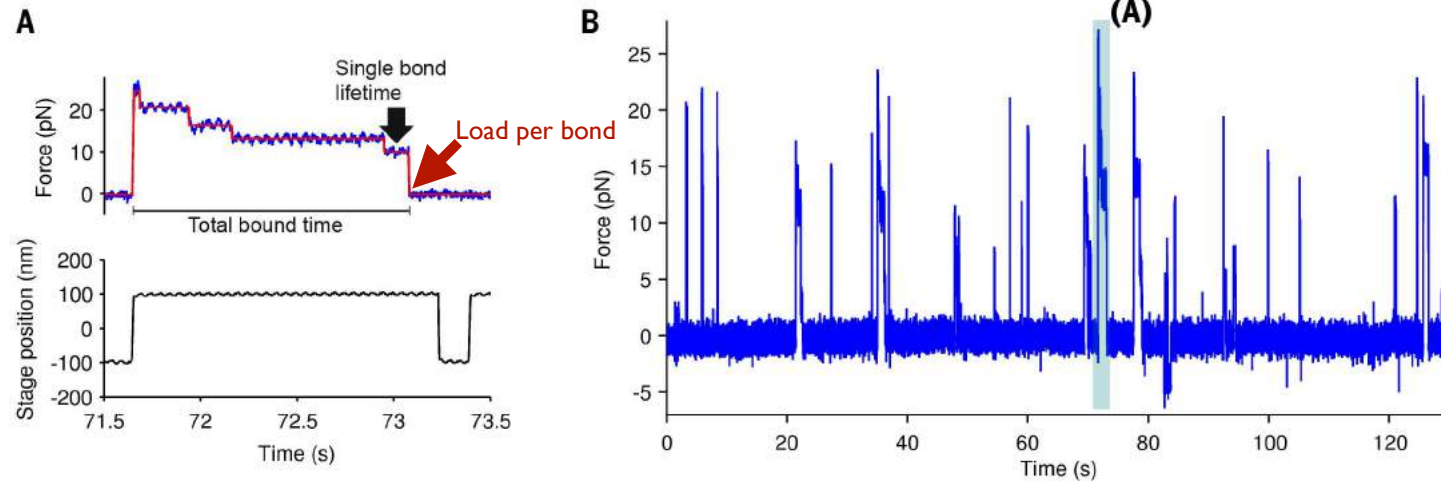 A
Force (pN)
20
10
0
Single bond
lifetime
Load per bond
Total bound time
Stage position (nm)
200
100
0
-100
-200
71.5
72
72.5
73
73.5
Time (s)
B
(A)
Force (pN)
25
20
15
10
5
0
-5
0
20
40
60
80
100
120
Time (s)